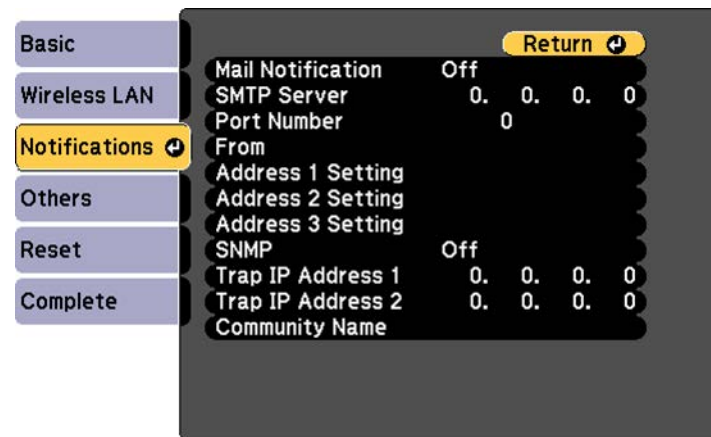 Basic
Wireless LAN
Notifications
Others
Reset
Complete
Return
Mail Notification Off
SMTP Server 0. 0. 0. 0
Port Number 0
From
Address 1 Setting
Address 2 Setting
Address 3 Setting
SNMP Off
Trap IP Address 1 0. 0. 0. 0
Trap IP Address 2 0. 0. 0. 0
Community Name